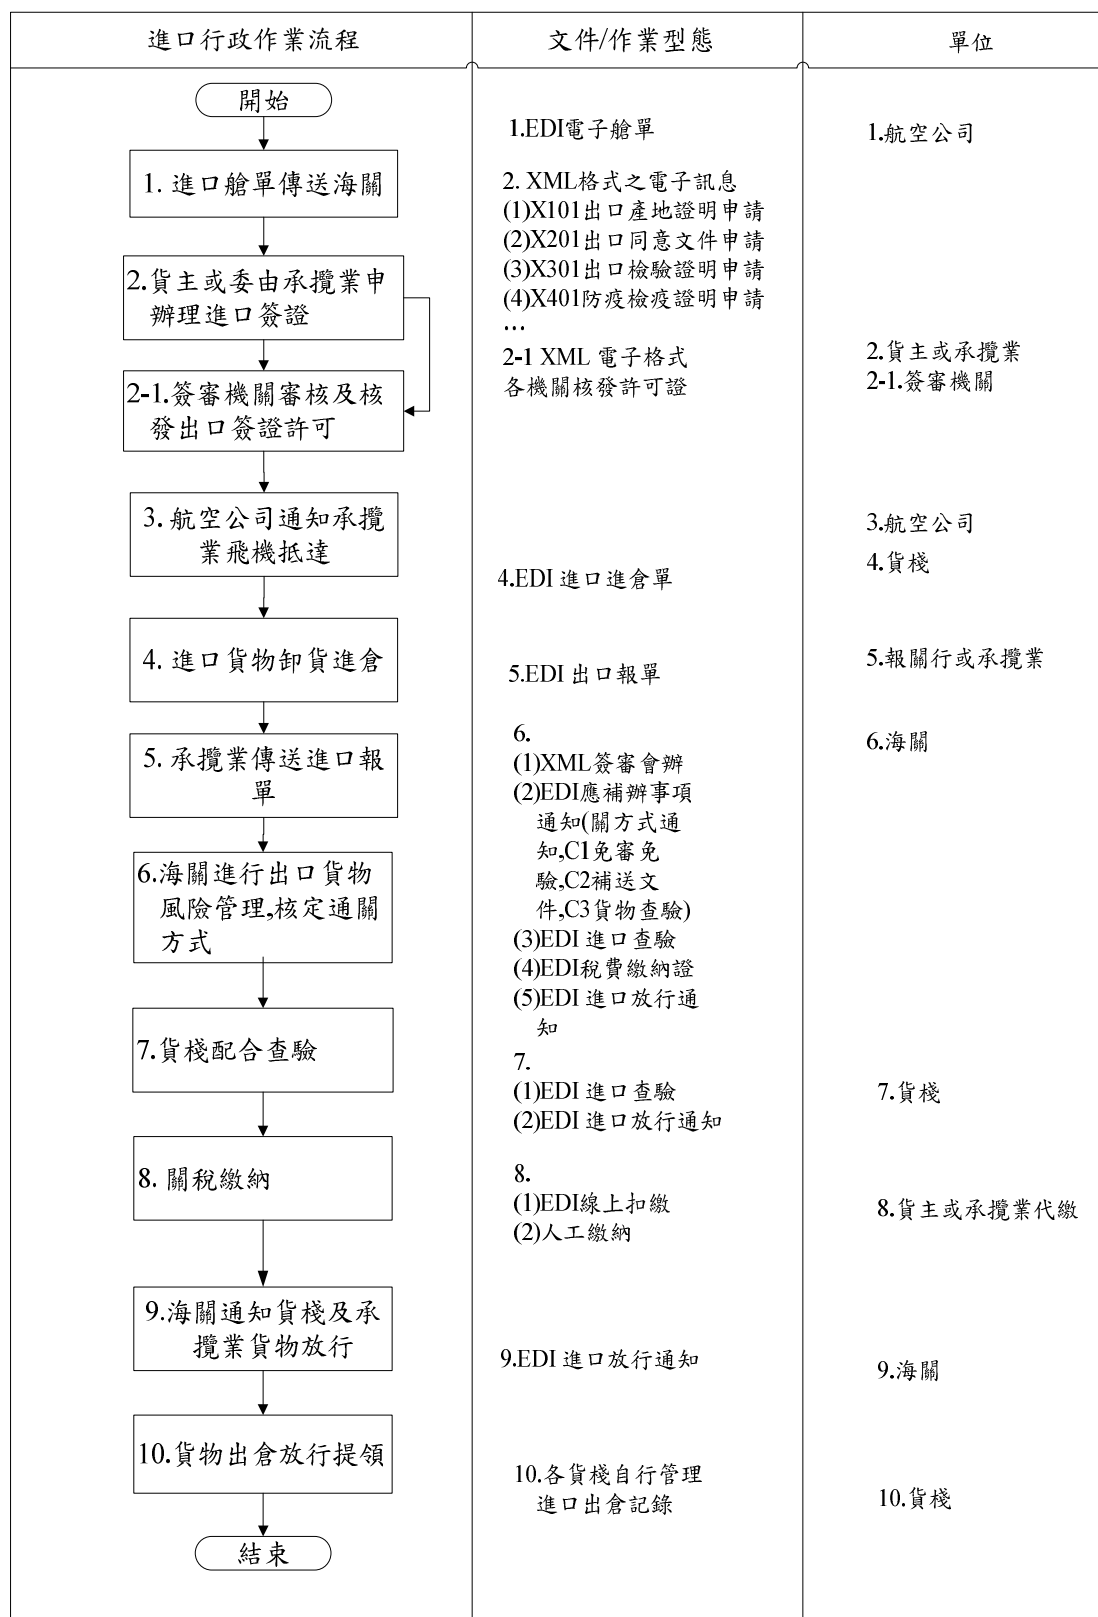 進口行政作業流程
文件/作業型態
單位
開始
1. 進口艙單傳送海關
2.貨主或委由承攬業申
辦理進口簽證
2-1.簽審機關審核及核
發出口簽證許可
3. 航空公司通知承攬
業飛機抵達
4. 進口貨物卸貨進倉
5. 承攬業傳送進口報
單
6.海關進行出口貨物
風險管理,核定通關
方式
7.貨棧配合查驗
8. 關稅繳納
9.海關通知貨棧及承
攬業貨物放行
10.貨物出倉放行提領
結束
1.EDI電子艙單
2. XML格式之電子訊息
(1)X101出口產地證明申請
(2)X201出口同意文件申請
(3)X301出口檢驗證明申請
(4)X401防疫檢疫證明申請
…
2-1 XML 電子格式
各機關核發許可證
4.EDI 進口進倉單
5.EDI 出口報單
6.
(1)XML簽審會辦
(2)EDI應補辦事項
通知(關方式通
知,C1免審免
驗,C2補送文
件,C3貨物查驗)
(3)EDI 進口查驗
(4)EDI稅費繳納證
(5)EDI 進口放行通
知
7.
(1)EDI 進口查驗
(2)EDI 進口放行通知
8.
(1)EDI線上扣繳
(2)人工繳納
9.EDI 進口放行通知
10.各貨棧自行管理
進口出倉記錄
1.航空公司
2.貨主或承攬業
2-1.簽審機關
3.航空公司
4.貨棧
5.報關行或承攬業
6.海關
7.貨棧
8.貨主或承攬業代繳
9.海關
10.貨棧